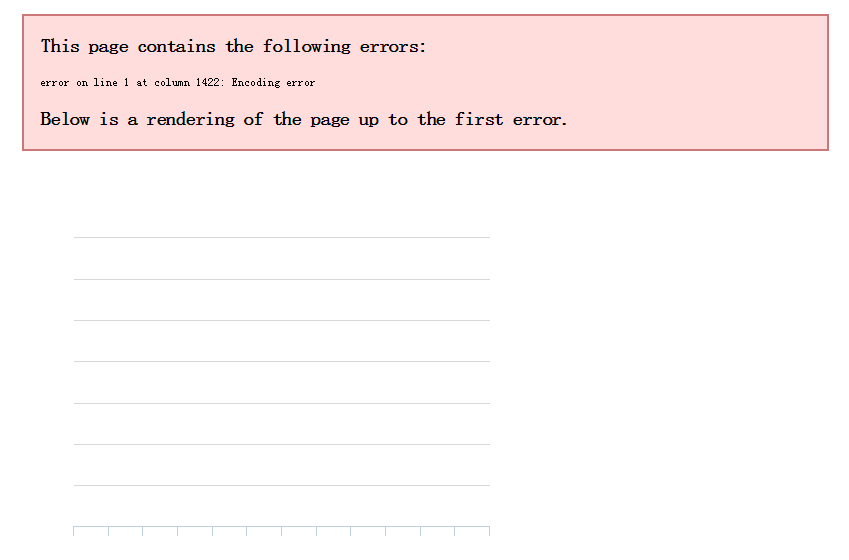 This page contains the following errors:
error on line 1 at column 1422: Encoding error
Below is a rendering of the page up to the first error.